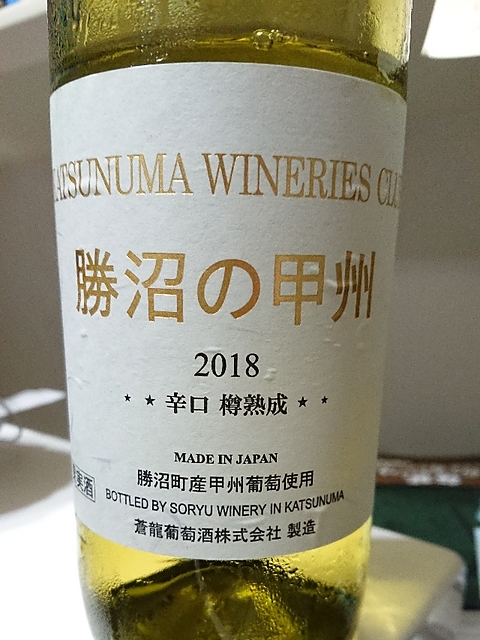 KATSUNUMA WINERIES CLUB
勝沼の甲州
2018
★ ★ 辛口 樽熟成 ★ ★
MADE IN JAPAN
勝沼町産甲州葡萄使用
果実酒
BOTTLED BY SORYU WINERY IN KATSUNUMA
蒼龍葡萄酒株式会社 製造